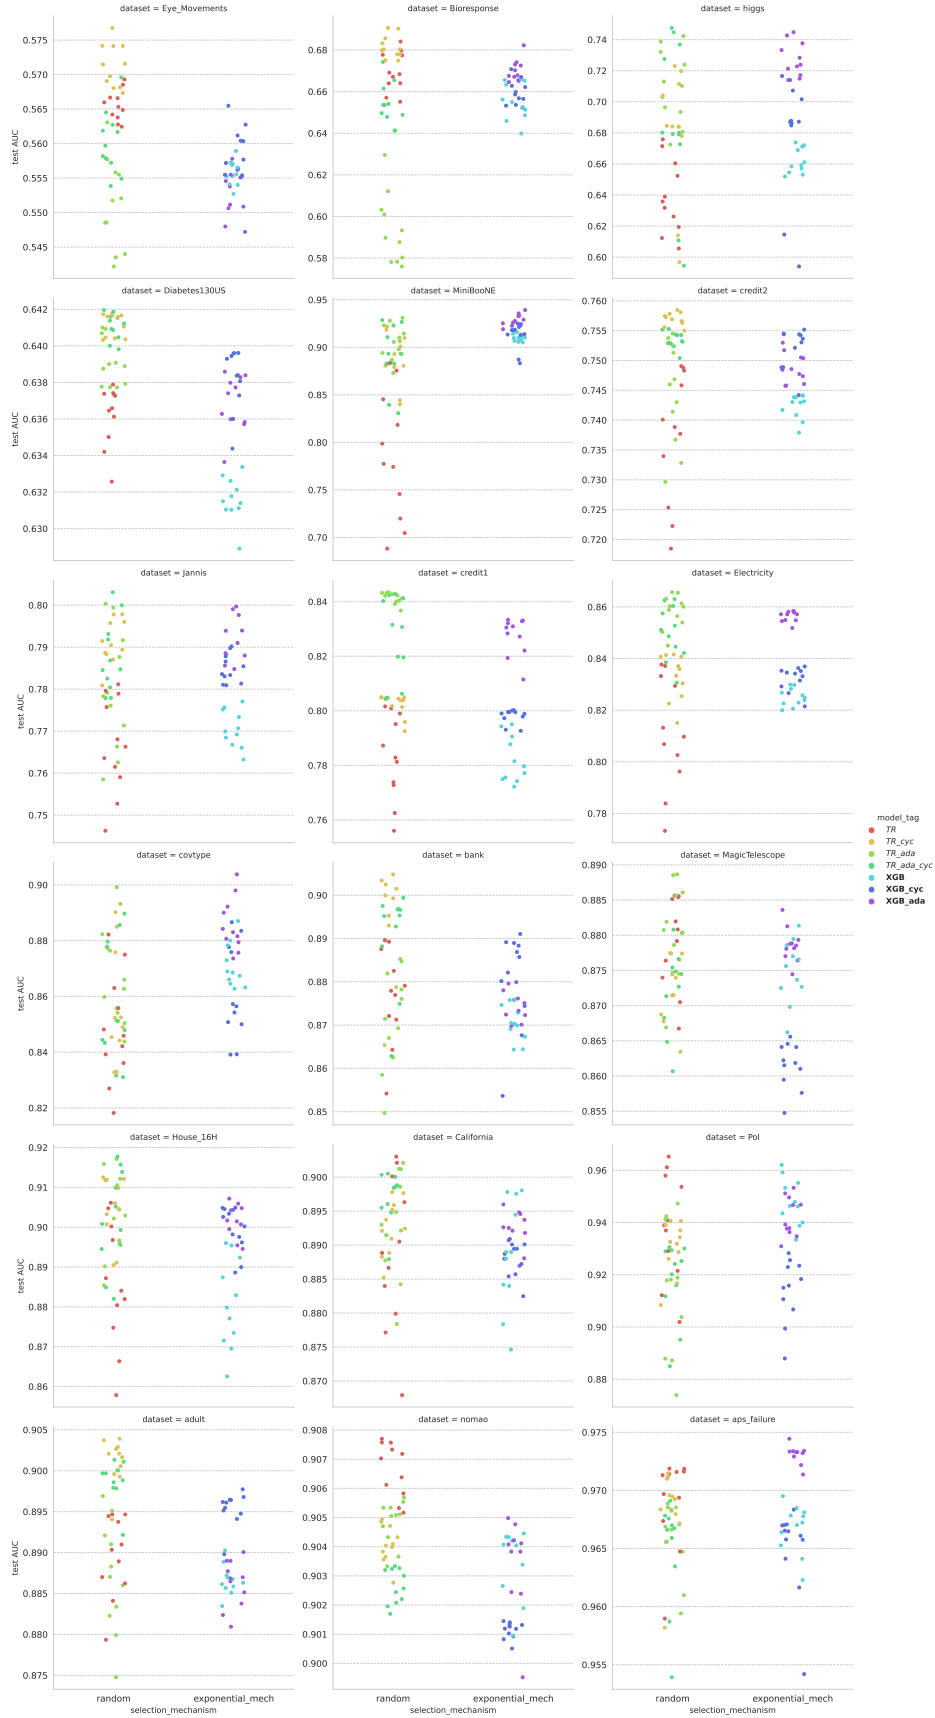 dataset = Eye_Movements
dataset = Bioresponse
dataset = higgs
0.575
0.570
0.565
0.560
0.555
0.550
0.545
test AUC
0.68
0.66
0.64
0.62
0.60
0.58
0.74
0.72
0.70
0.68
0.66
0.64
0.62
0.60
dataset = Diabetes130US
dataset = MiniBooNE
dataset = credit2
0.642
0.640
0.638
0.636
0.634
0.632
0.630
test AUC
0.95
0.90
0.85
0.80
0.75
0.70
0.760
0.755
0.750
0.745
0.740
0.735
0.730
0.725
0.720
dataset = Jannis
dataset = credit1
dataset = Electricity
0.80
0.79
0.78
0.77
0.76
0.75
test AUC
0.84
0.82
0.80
0.78
0.76
0.86
0.84
0.82
0.80
0.78
model_tag
TR
TR_cyc
TR_ada
TR_ada_cyc
XGB
XGB_cyc
XGB_ada
dataset = covtype
dataset = bank
dataset = MagicTelescope
0.90
0.88
0.86
0.84
0.82
test AUC
0.90
0.89
0.88
0.87
0.86
0.85
0.890
0.885
0.880
0.875
0.870
0.865
0.860
0.855
dataset = House_16H
dataset = California
dataset = Pol
0.92
0.91
0.90
0.89
0.88
0.87
0.86
test AUC
0.900
0.895
0.890
0.885
0.880
0.875
0.870
0.96
0.94
0.92
0.90
0.88
dataset = adult
dataset = nomao
dataset = aps_failure
0.905
0.900
0.895
0.890
0.885
0.880
0.875
test AUC
0.908
0.907
0.906
0.905
0.904
0.903
0.902
0.901
0.900
0.975
0.970
0.965
0.960
0.955
random
exponential_mech
random
exponential_mech
random
exponential_mech
selection_mechanism
selection_mechanism
selection_mechanism